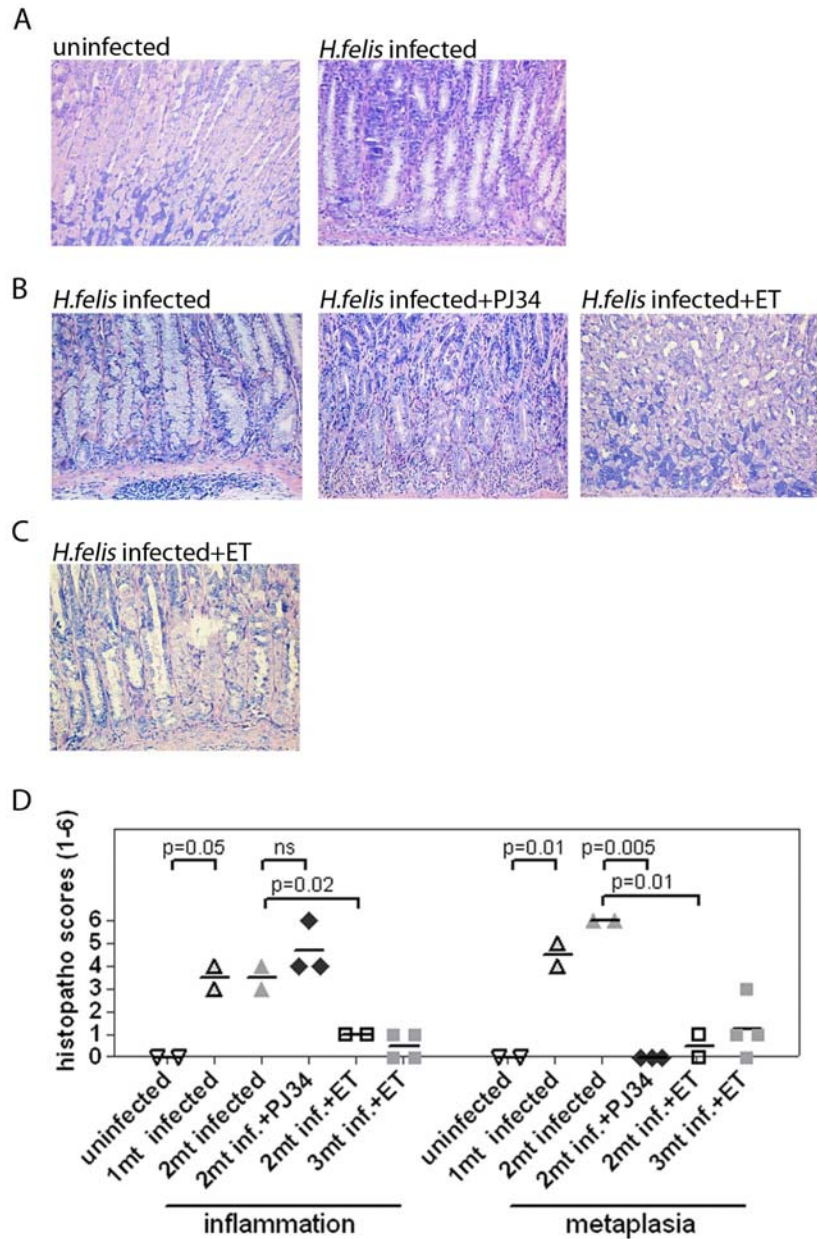 A
uninfected
H.felis infected
B
H.felis infected
H.felis infected+PJ34
H.felis infected+ET
C
H.felis infected+ET
D
histopatho scores (1-6)
6
5
4
3
2
1
0
p=0.05
ns
p=0.02
p=0.01
p=0.005
p=0.01
uninfected
1mt infected
2mt infected
2mt inf.+PJ34
2mt inf.+ET
3mt inf.+ET
uninfected
1mt infected
2mt infected
2mt inf.+PJ34
2mt inf.+ET
3mt inf.+ET
inflammation
metaplasia